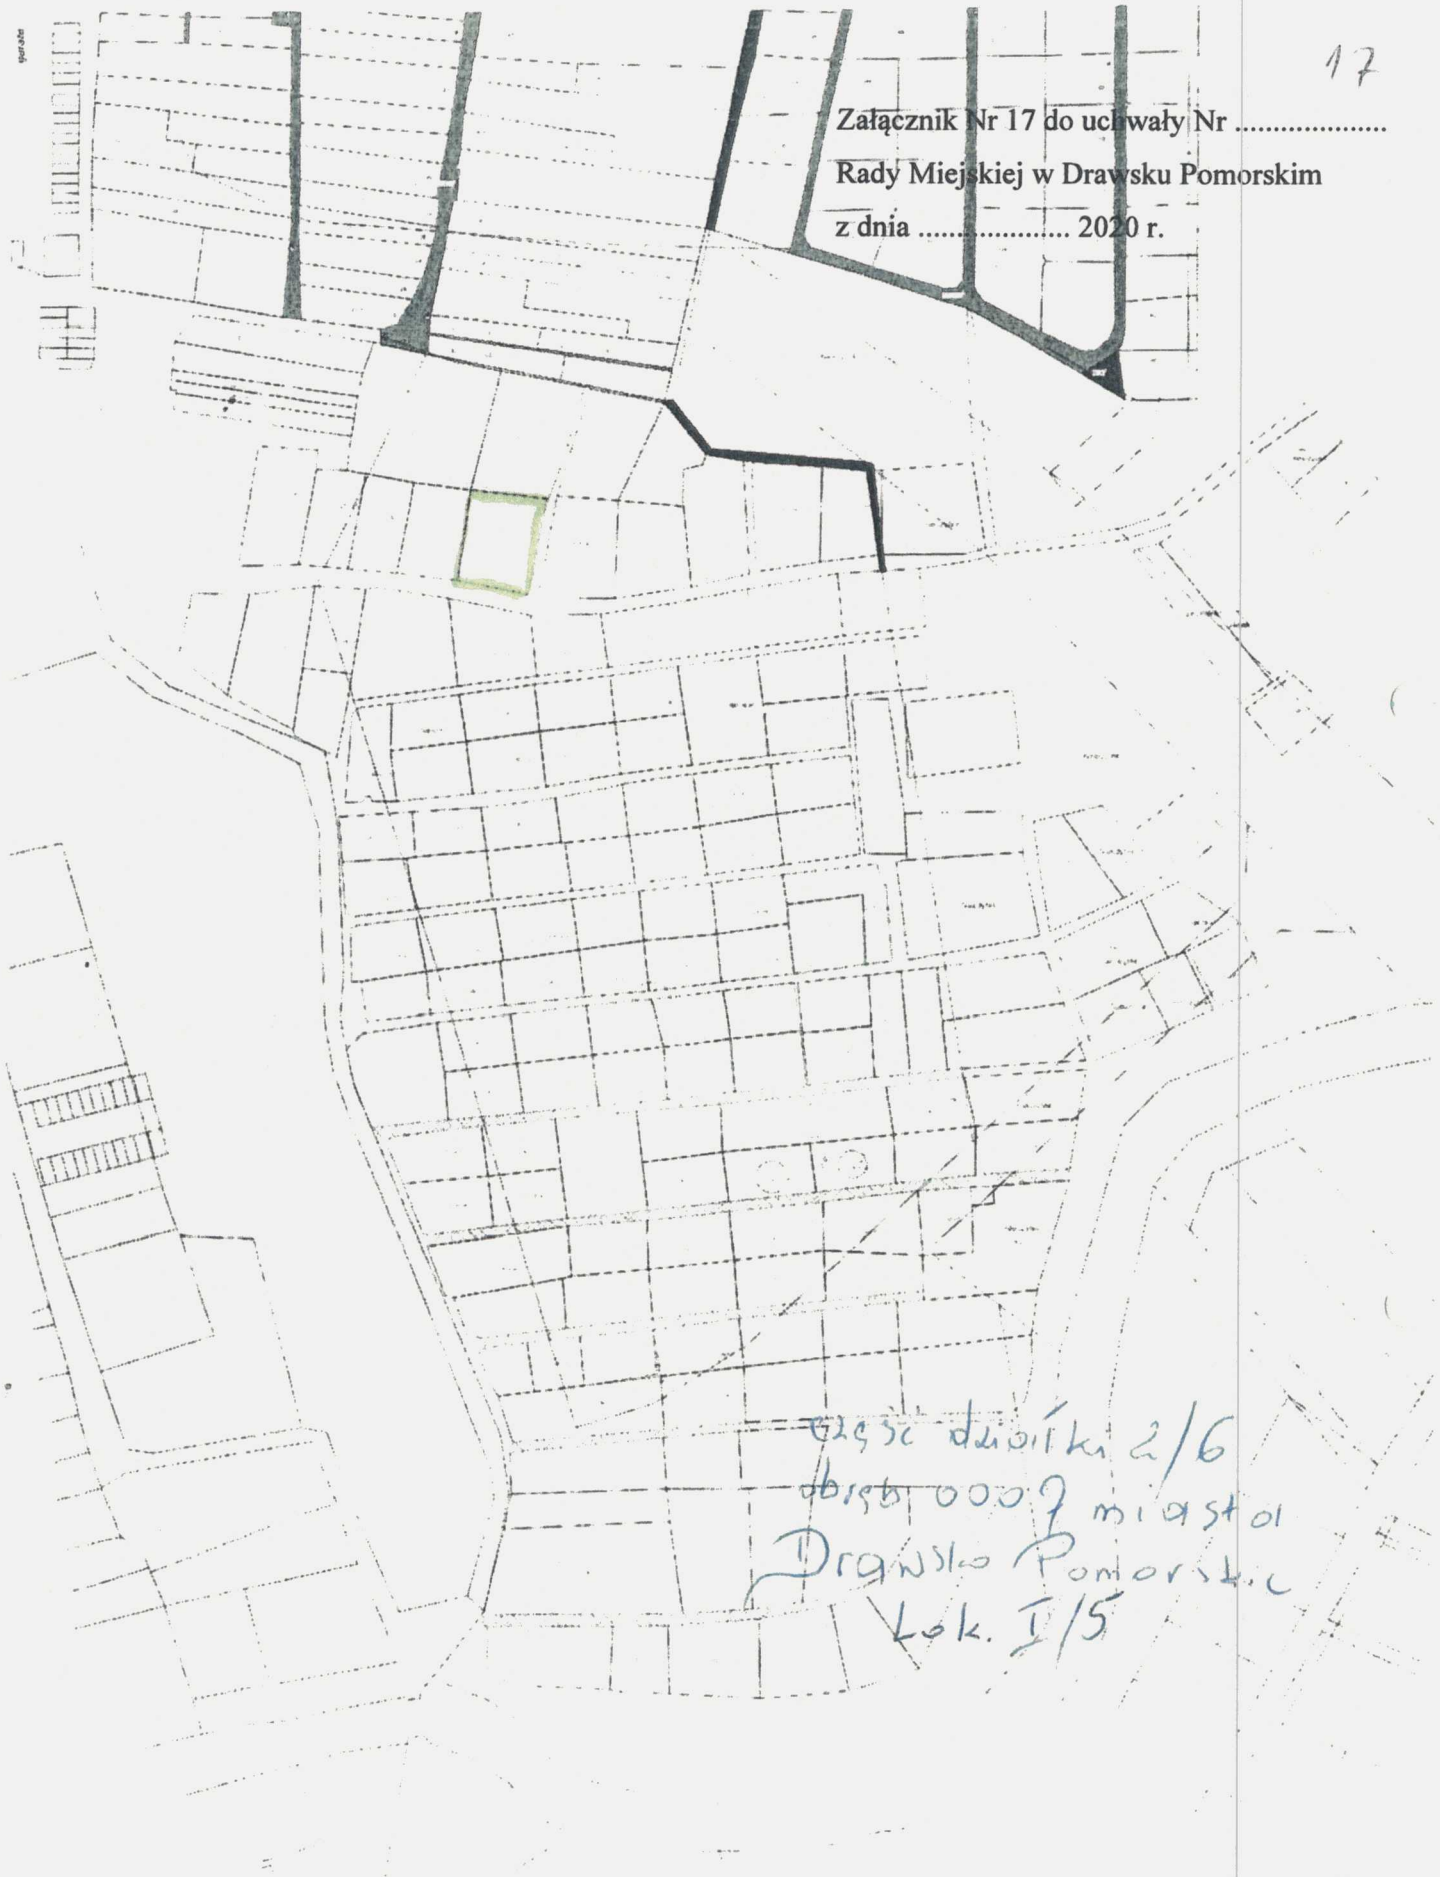 17
Załącznik Nr 17 do uchwały Nr .....................
Rady Miejskiej w Drawsku Pomorskim
z dnia ..................... 2020 r.
część działki 2/6
obręb 0007 miasta
Drawsko Pomorskie
Lok. I/5